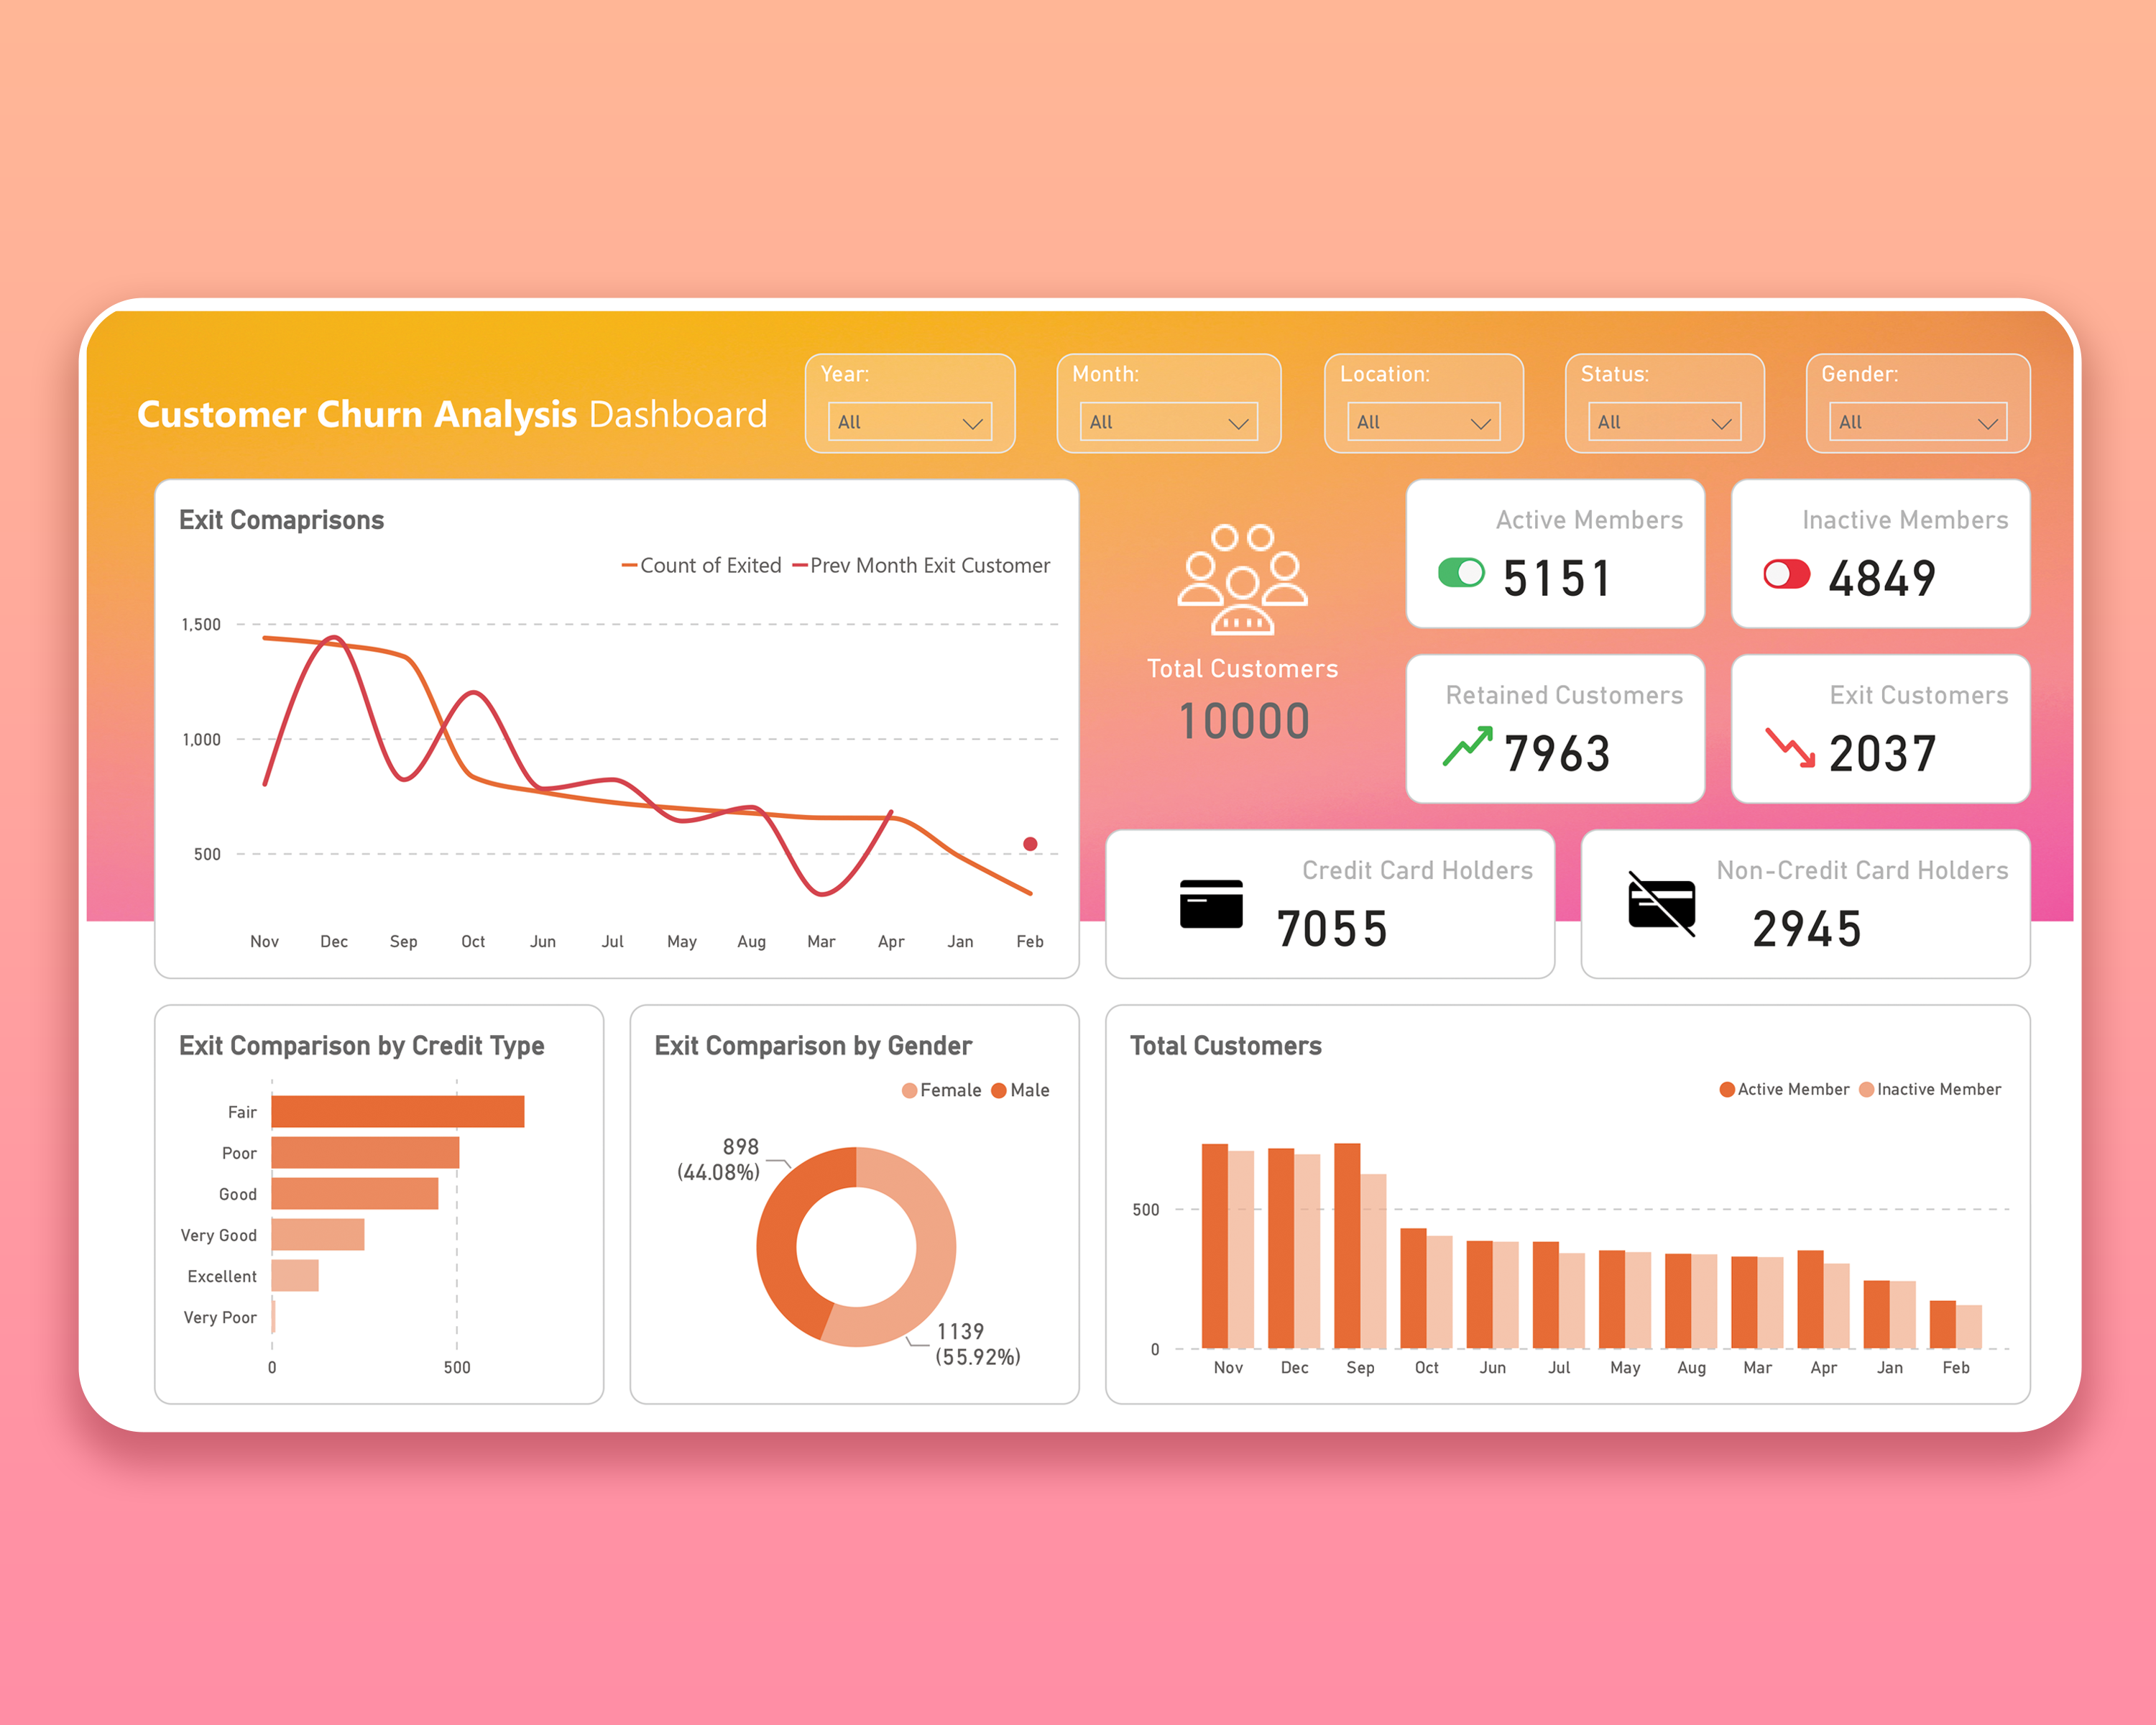 Customer Churn Analysis Dashboard
Year:
All
Month:
All
Location:
All
Status:
All
Gender:
All
Exit Comaprisons
Count of Exited Prev Month Exit Customer
1,500
1,000
500
Nov Dec Sep Oct Jun Jul May Aug Mar Apr Jan Feb
Total Customers
10000
Active Members
5151
Inactive Members
4849
Retained Customers
7963
Exit Customers
2037
Credit Card Holders
7055
Non-Credit Card Holders
2945
Exit Comparison by Credit Type
Fair
Poor
Good
Very Good
Excellent
Very Poor
0 500
Exit Comparison by Gender
Female Male
898
(44.08%)
1139
(55.92%)
Total Customers
Active Member Inactive Member
500
0
Nov Dec Sep Oct Jun Jul May Aug Mar Apr Jan Feb